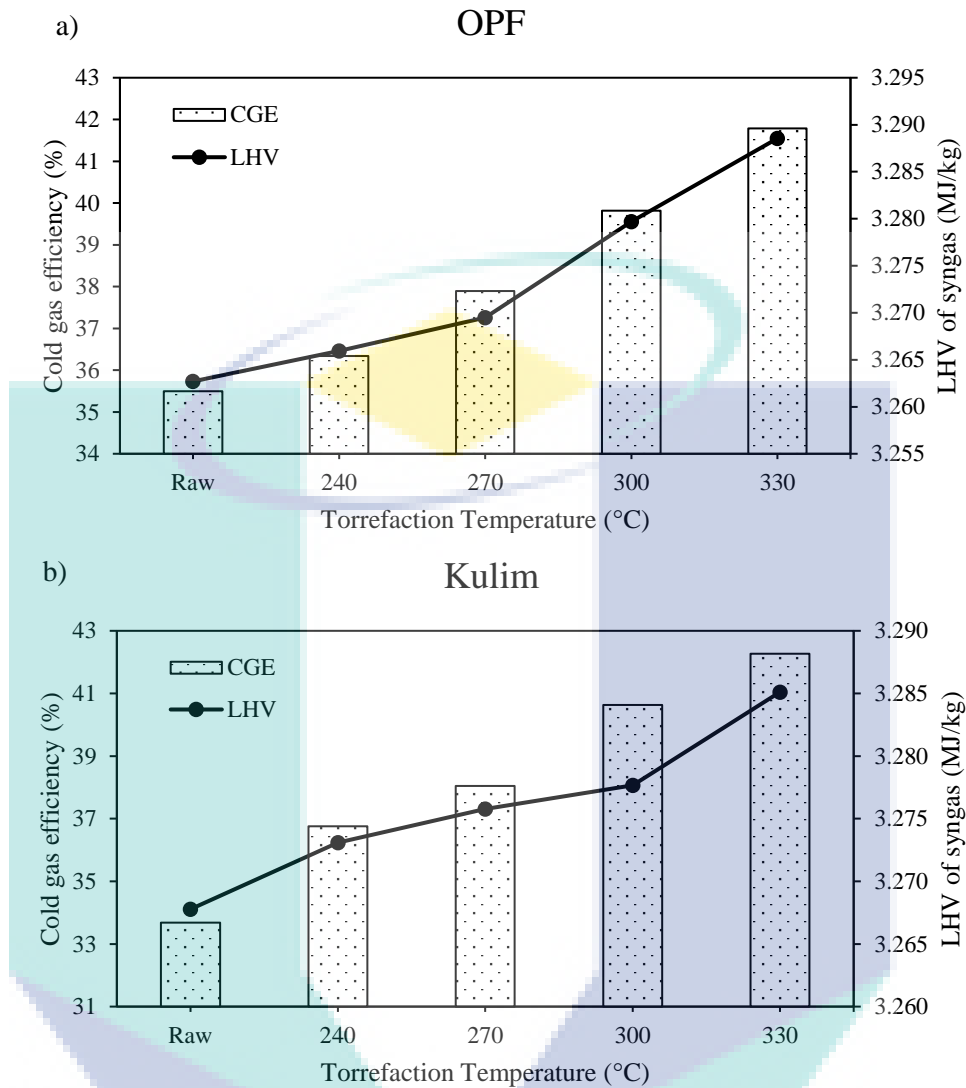 a)
OPF
Cold gas efficiency (%)
43
42
41
40
39
38
37
36
35
34
CGE
LHV
3.295
3.290
3.285
3.280
3.275
3.270
3.265
3.260
3.255
LHV of syngas (MJ/kg)
Raw 240 270 300 330
Torrefaction Temperature (°C)
b)
Kulim
Cold gas efficiency (%)
43
41
39
37
35
33
31
CGE
LHV
3.290
3.285
3.280
3.275
3.270
3.265
3.260
LHV of syngas (MJ/kg)
Raw 240 270 300 330
Torrefaction Temperature (°C)